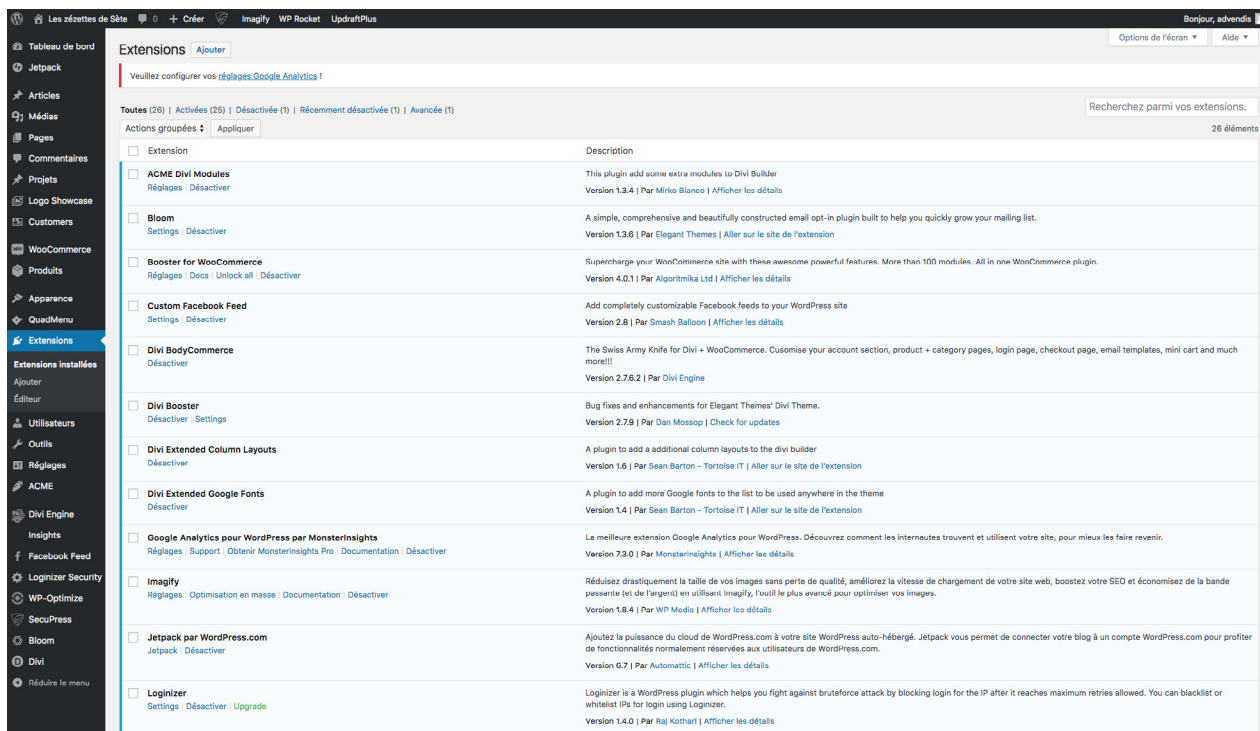 Les zézettes de Sète 0 + Créer Imagify WP Rocket UpdraftPlus Bonjour, advendis
Options de l'écran ▼ Aide ▼
Tableau de bord
Jetpack
Articles
Médias
Pages
Commentaires
Projets
Logo Showcase
Customers
WooCommerce
Produits
Apparence
QuadMenu
Extensions
Extensions installées
Ajouter
Éditeur
Utilisateurs
Outils
Réglages
ACME
Divi Engine
Insights
Facebook Feed
Loginizer Security
WP-Optimize
SecuPress
Bloom
Divi
Réduire le menu
Extensions Ajouter
Veuillez configurer vos réglages Google Analytics !
Toutes (26) | Activées (25) | Désactivée (1) | Récemment désactivée (1) | Avancée (1)
Recherchez parmi vos extensions.
Actions groupées Appliquer
26 éléments
Extension Description
ACME Divi Modules
Réglages | Désactiver
This plugin add some extra modules to Divi Builder
Version 1.3.4 | Par Mirko Bianco | Afficher les détails
Bloom
Settings | Désactiver
A simple, comprehensive and beautifully constructed email opt-in plugin built to help you quickly grow your mailing list.
Version 1.3.6 | Par Elegant Themes | Aller sur le site de l'extension
Booster for WooCommerce
Réglages | Docs | Unlock all | Désactiver
Supercharge your WooCommerce site with these awesome powerful features. More than 100 modules. All in one WooCommerce plugin.
Version 4.0.1 | Par Algoritmika Ltd | Afficher les détails
Custom Facebook Feed
Settings | Désactiver
Add completely customizable Facebook feeds to your WordPress site
Version 2.8 | Par Smash Balloon | Afficher les détails
Divi BodyCommerce
Désactiver
The Swiss Army Knife for Divi + WooCommerce. Cusomise your account section, product + category pages, login page, checkout page, email templates, mini cart and much
more!!!
Version 2.7.6.2 | Par Divi Engine
Divi Booster
Désactiver | Settings
Bug fixes and enhancements for Elegant Themes' Divi Theme.
Version 2.7.9 | Par Dan Mossop | Check for updates
Divi Extended Column Layouts
Désactiver
A plugin to add a additional column layouts to the divi builder
Version 1.6 | Par Sean Barton - Tortoise IT | Aller sur le site de l'extension
Divi Extended Google Fonts
Désactiver
A plugin to add more Google fonts to the list to be used anywhere in the theme
Version 1.4 | Par Sean Barton - Tortoise IT | Aller sur le site de l'extension
Google Analytics pour WordPress par MonsterInsights
Réglages | Support | Obtenir MonsterInsights Pro | Documentation | Désactiver
La meilleure extension Google Analytics pour WordPress. Découvrez comment les internautes trouvent et utilisent votre site, pour mieux les faire revenir.
Version 7.3.0 | Par MonsterInsights | Afficher les détails
Imagify
Réglages | Optimisation en masse | Documentation | Désactiver
Réduisez drastiquement la taille de vos images sans perte de qualité, améliorez la vitesse de chargement de votre site web, boostez votre SEO et économisez de la bande
passante (et de l'argent) en utilisant Imagify, l'outil le plus avancé pour optimiser vos images.
Version 1.8.4 | Par WP Media | Afficher les détails
Jetpack par WordPress.com
Jetpack | Désactiver
Ajoutez la puissance du cloud de WordPress.com à votre site WordPress auto-hébergé. Jetpack vous permet de connecter votre blog à un compte WordPress.com pour profiter
de fonctionnalités normalement réservées aux utilisateurs de WordPress.com.
Version 6.7 | Par Automattic | Afficher les détails
Loginizer
Settings | Désactiver | Upgrade
Loginizer is a WordPress plugin which helps you fight against bruteforce attack by blocking login for the IP after it reaches maximum retries allowed. You can blacklist or
whitelist IPs for login using Loginizer.
Version 1.4.0 | Par Raj Kothari | Afficher les détails